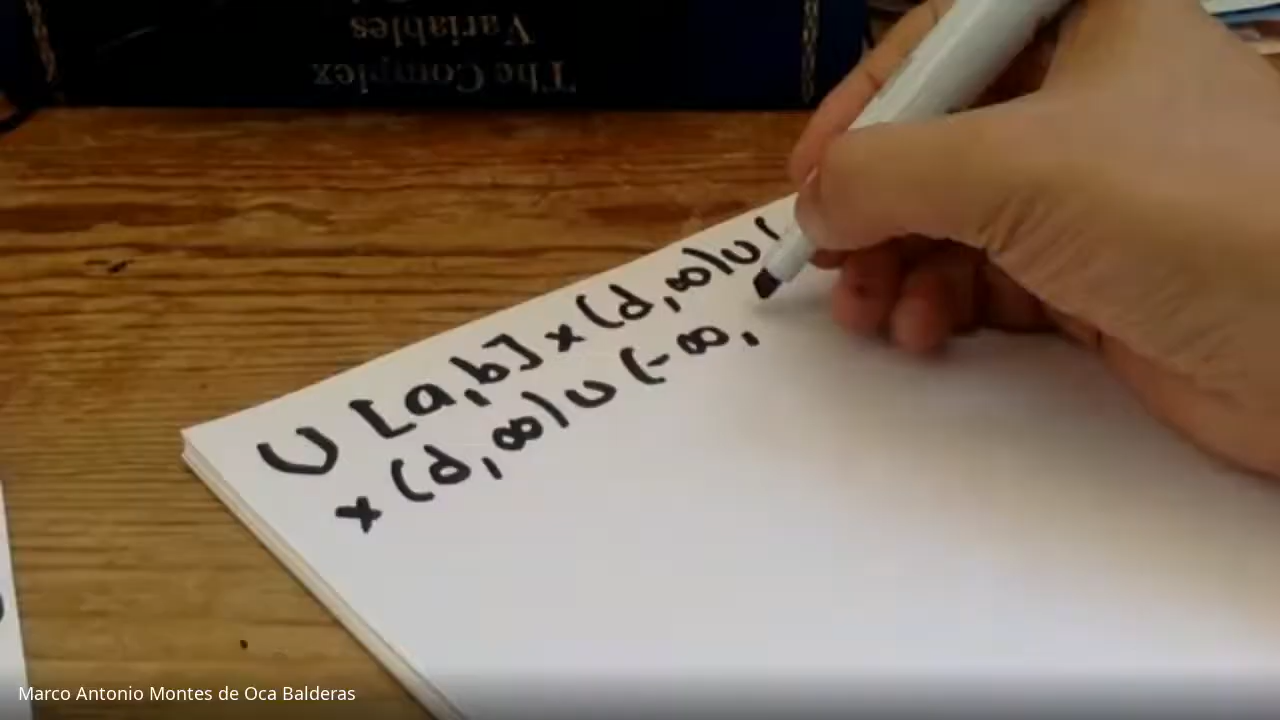 The Complex
Variables
∪ [a,b] × (d,∞) ∪ (
× (d,∞) ∪ (-∞,
Marco Antonio Montes de Oca Balderas